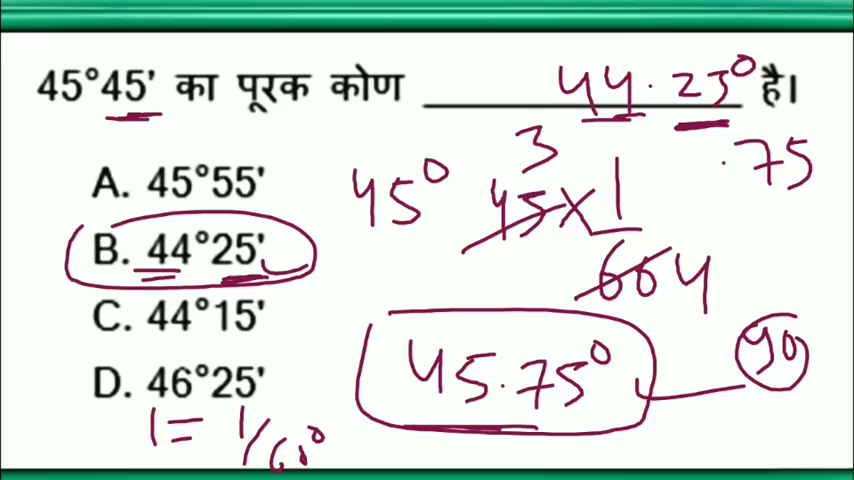 45°45' का पूरक कोण ________ है।
44.25°
.75
A. 45°55'
45° 45 × 1/60
3
4
B. 44°25'
C. 44°15'
45.75°
90
D. 46°25'
1 = 1/60°